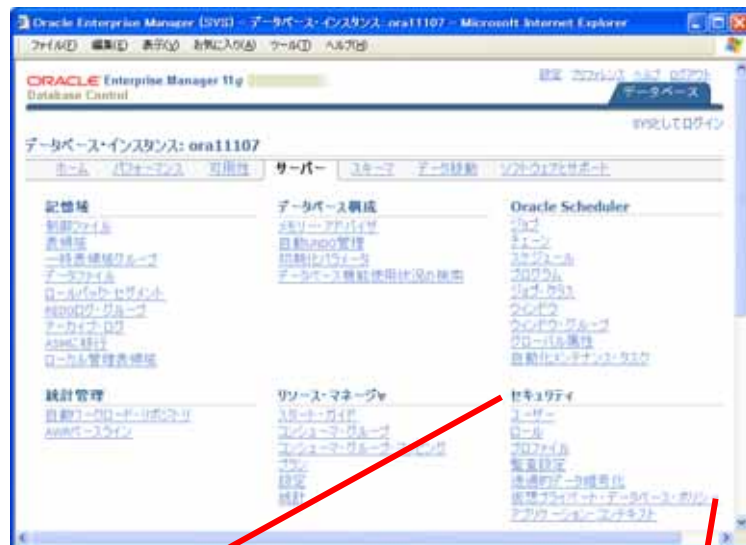 Oracle Enterprise Manager (SYS) - データベース・インスタンス: ora11107 - Microsoft Internet Explorer
ファイル(F) 編集(E) 表示(V) お気に入り(A) ツール(T) ヘルプ(H)
ORACLE Enterprise Manager 11g
Database Control
設定 プリファレンス ヘルプ ログアウト
データベース
SYSとしてログイン
データベース・インスタンス: ora11107
ホーム パフォーマンス 可用性 サーバー スキーマ データ移動 ソフトウェアとサポート
記憶域
制御ファイル
表領域
一時表領域グループ
データファイル
ロールバック・セグメント
REDOログ・グループ
アーカイブ・ログ
ASMに移行
ローカル管理表領域
データベース構成
メモリー・アドバイザ
自動UNDO管理
初期化パラメータ
データベース機能使用状況の検索
Oracle Scheduler
ジョブ
チェーン
スケジュール
プログラム
ジョブ・クラス
ウィンドウ
ウィンドウ・グループ
グローバル属性
自動化メンテナンス・タスク
統計管理
自動ワークロード・リポジトリ
AWRベースライン
リソース・マネージャ
スタート・ガイド
コンシューマ・グループ
コンシューマ・グループ・マッピング
プラン
設定
統計
セキュリティ
ユーザー
ロール
プロファイル
監査設定
透過的データ暗号化
仮想プライベート・データベース・ポリシー
アプリケーション・コンテキスト